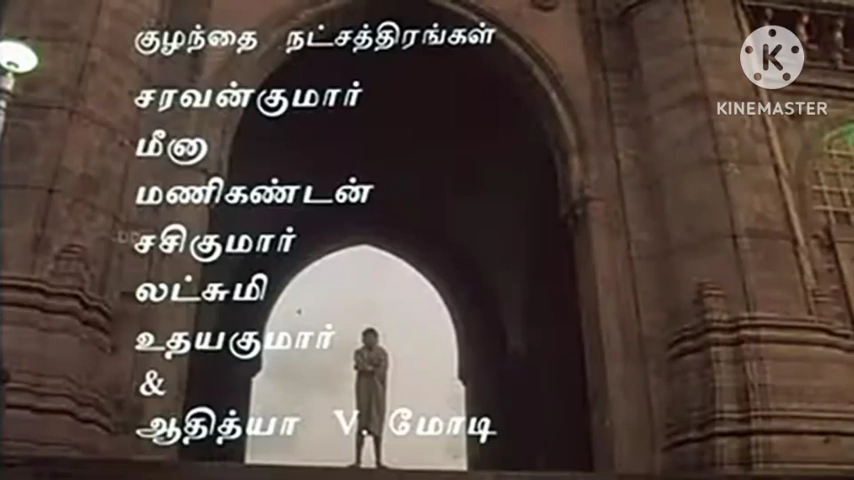 குழந்தை நட்சத்திரங்கள்
சரவன்குமார்
மீனு
மணிகண்டன்
சசிகுமார்
லட்சுமி
உதயகுமார்
&
ஆதித்யா V. மோடி
K
KINEMASTER